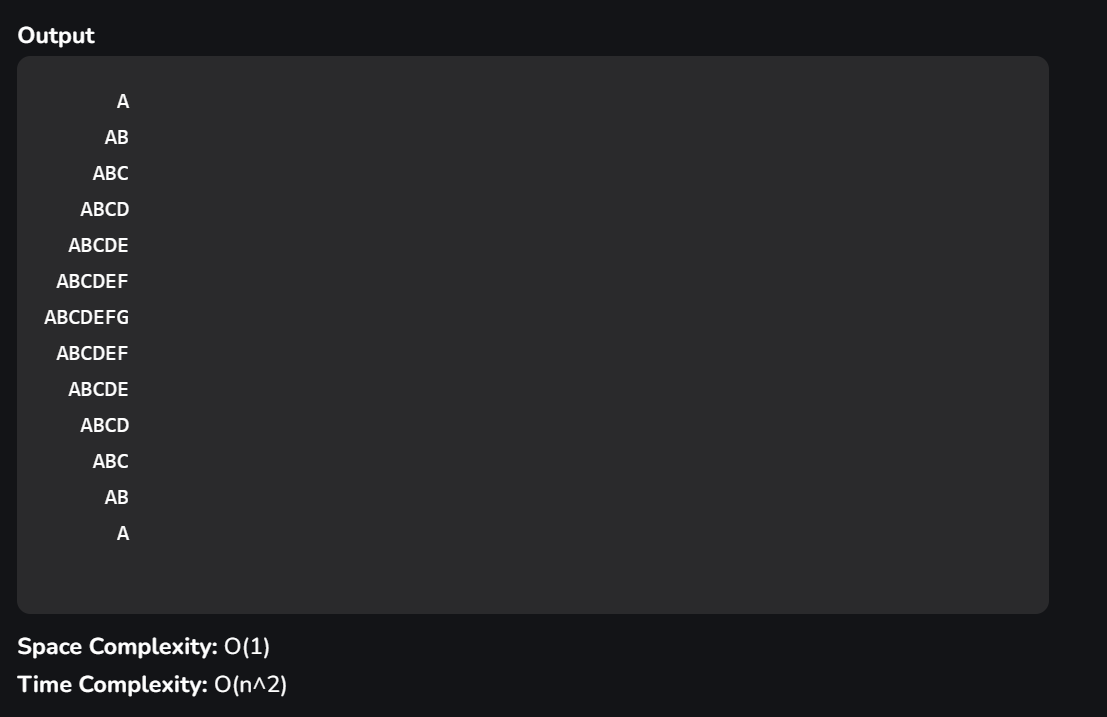 Output
A
AB
ABC
ABCD
ABCDE
ABCDEF
ABCDEFG
ABCDEF
ABCDE
ABCD
ABC
AB
A
Space Complexity: O(1)
Time Complexity: O(n^2)